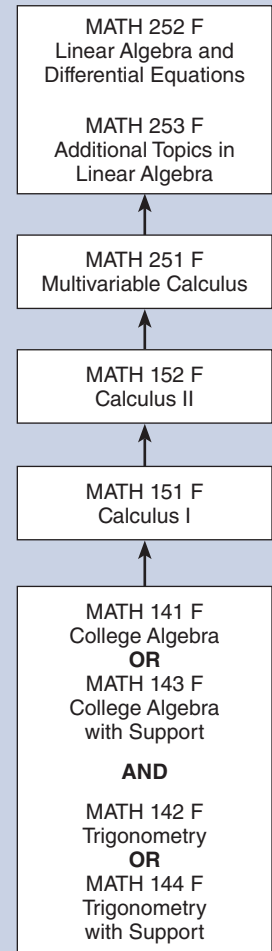 MATH 252 F
Linear Algebra and
Differential Equations
MATH 253 F
Additional Topics in
Linear Algebra
MATH 251 F
Multivariable Calculus
MATH 152 F
Calculus II
MATH 151 F
Calculus I
MATH 141 F
College Algebra
OR
MATH 143 F
College Algebra
with Support
AND
MATH 142 F
Trigonometry
OR
MATH 144 F
Trigonometry
with Support